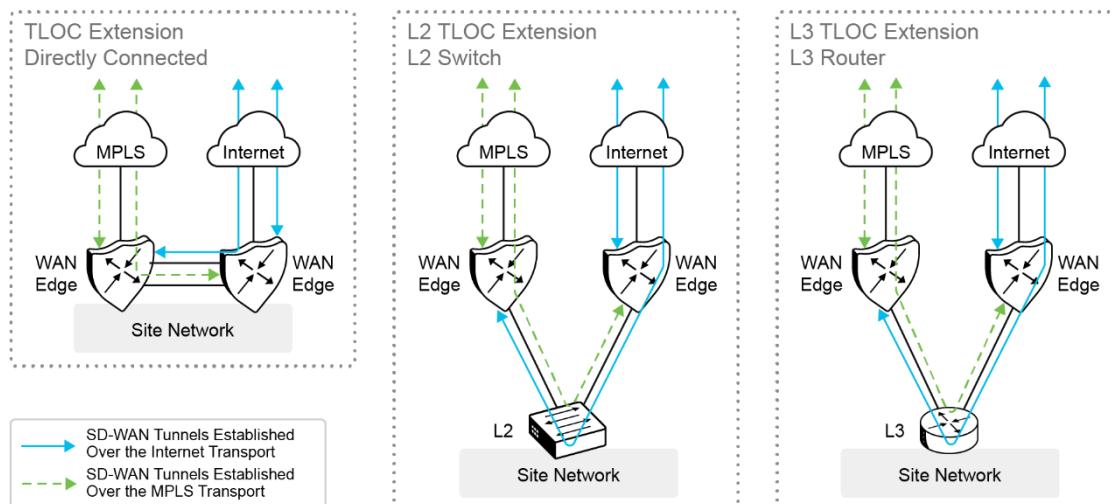 TLOC Extension
Directly Connected
MPLS
Internet
WAN
Edge
WAN
Edge
Site Network
SD-WAN Tunnels Established
Over the Internet Transport
SD-WAN Tunnels Established
Over the MPLS Transport
L2 TLOC Extension
L2 Switch
MPLS
Internet
WAN
Edge
WAN
Edge
L2
Site Network
L3 TLOC Extension
L3 Router
MPLS
Internet
WAN
Edge
WAN
Edge
L3
Site Network